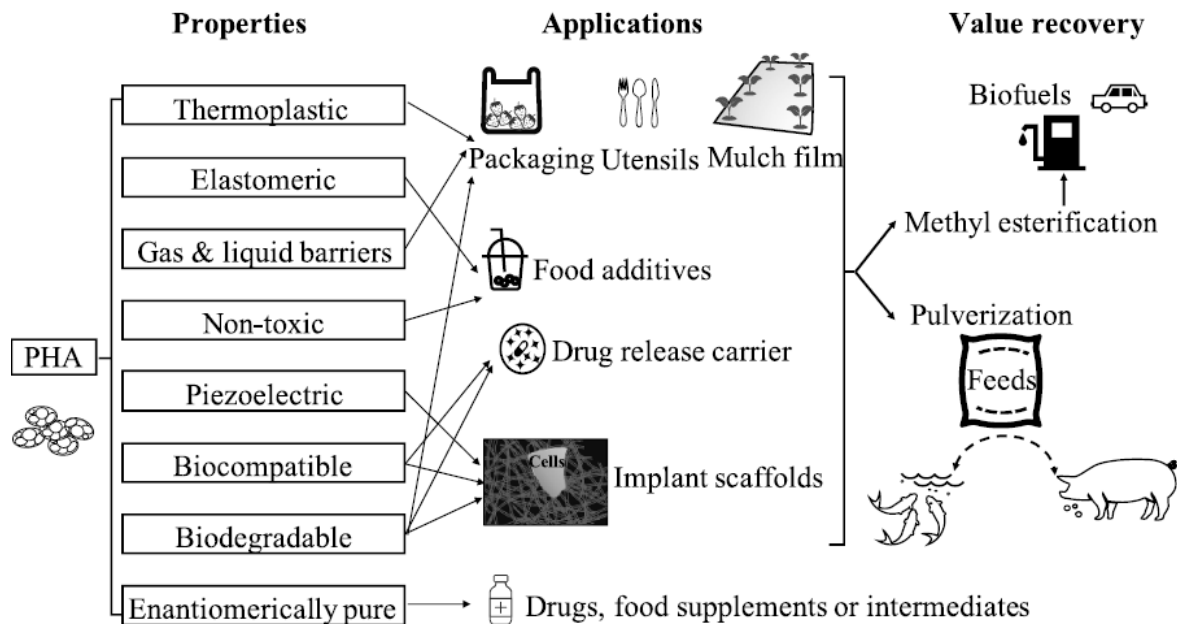 Properties
Applications
Value recovery
PHA
Thermoplastic
Elastomeric
Gas & liquid barriers
Non-toxic
Piezoelectric
Biocompatible
Biodegradable
Enantiomerically pure
Packaging Utensils Mulch film
Food additives
Drug release carrier
Cells
Implant scaffolds
Drugs, food supplements or intermediates
Biofuels
Methyl esterification
Pulverization
Feeds